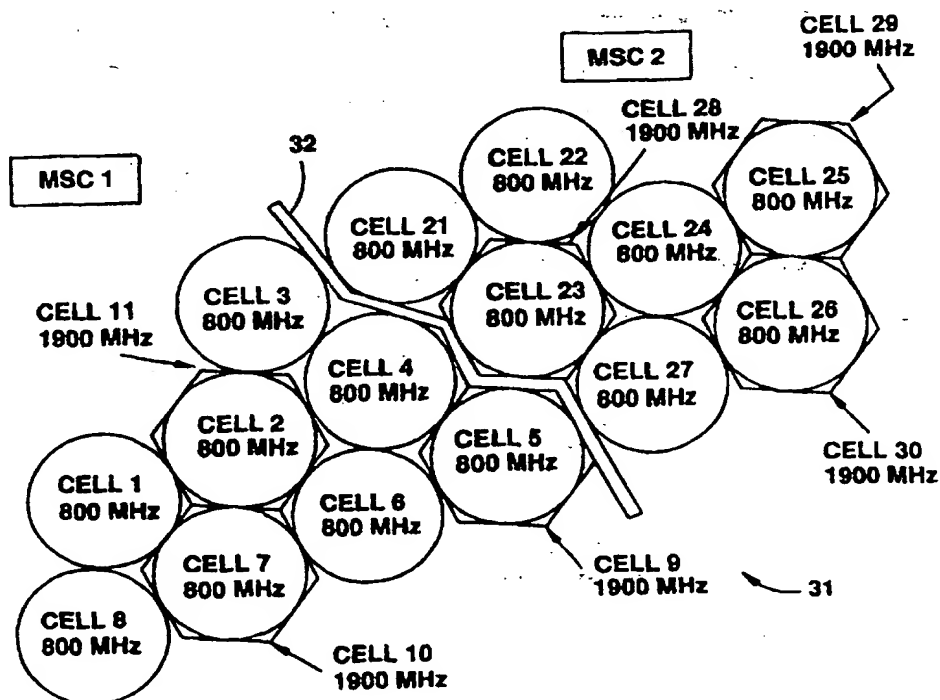 CELL 29
1900 MHz
MSC 2
CELL 28
1900 MHz
32
CELL 22
800 MHz
MSC 1
CELL 25
800 MHz
CELL 21
800 MHz
CELL 24
800 MHz
CELL 3
800 MHz
CELL 23
800 MHz
CELL 11
1900 MHz
CELL 26
800 MHz
CELL 4
800 MHz
CELL 27
800 MHz
CELL 2
800 MHz
CELL 5
800 MHz
CELL 30
1900 MHz
CELL 1
800 MHz
CELL 6
800 MHz
CELL 7
800 MHz
CELL 9
1900 MHz
31
CELL 8
800 MHz
CELL 10
1900 MHz